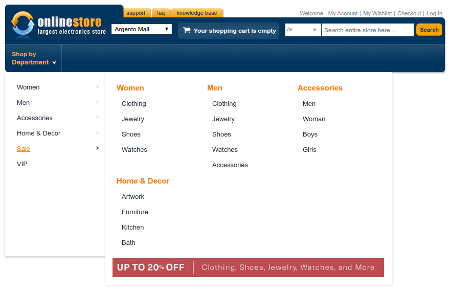 support faq knowledge base
Welcome My Account | My Wishlist | Checkout | Log In
onlinestore
largento electronics store
Argento Mall
Your shopping cart is empty
All
Search entire store here...
Search
Shop by
Department
Women
Men
Accessories
Home & Decor
Sale
VIP
Women
Clothing
Jewelry
Shoes
Watches
Men
Clothing
Jewelry
Shoes
Watches
Accessories
Accessories
Men
Woman
Boys
Girls
Home & Decor
Artwork
Furniture
Kitchen
Bath
UP TO 20% OFF | Clothing, Shoes, Jewelry, Watches, and More